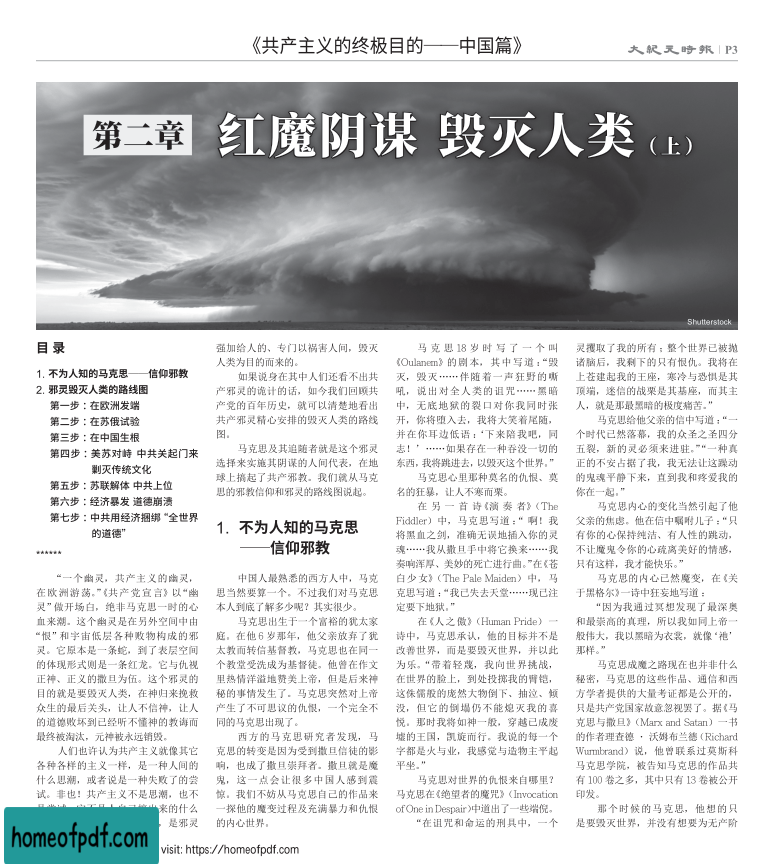 《共产主义的终极目的——中国篇》
大紀元時報 | P3
第二章 红魔阴谋 毁灭人类（上）
Shutterstock
目 录
1. 不为人知的马克思——信仰邪教
2. 邪灵毁灭人类的路线图
第一步：在欧洲发端
第二步：在苏俄试验
第三步：在中国生根
第四步：美苏对峙 中共关起门来
剿灭传统文化
第五步：苏联解体 中共上位
第六步：经济暴发 道德崩溃
第七步：中共用经济捆绑“全世界
的道德”
******
“一个幽灵，共产主义的幽灵，
在欧洲游荡。”《共产党宣言》以“幽
灵”做开场白，绝非马克思一时的心
血来潮。这个幽灵是在另外空间中由
“恨”和宇宙低层各种败物构成的邪
灵。它原本是一条蛇，到了表层空间
的体现形式则是一条红龙。它与仇视
正神、正义的撒旦为伍。这个邪灵的
目的就是要毁灭人类，在神归来挽救
众生的最后关头，让人不信神，让人
的道德败坏到已经听不懂神的教诲而
最终被淘汰，元神被永远销毁。
人们也许认为共产主义就像其它
各种各样的主义一样，是一种人间的
什么思潮，或者说是一种失败了的尝
试。非也！共产主义不是思潮，也不
，是邪灵
强加给人的、专门以祸害人间，毁灭
人类为目的而来的。
如果说身在其中人们还看不出共
产邪灵的诡计的话，如今我们回顾共
产党的百年历史，就可以清楚地看出
共产邪灵精心安排的毁灭人类的路线
图。
马克思及其追随者就是这个邪灵
选择来实施其阴谋的人间代表，在地
球上搞起了共产邪教。我们就从马克
思的邪教信仰和邪灵的路线图说起。
1. 不为人知的马克思
——信仰邪教
中国人最熟悉的西方人中，马克
思当然要算一个。不过我们对马克思
本人到底了解多少呢？其实很少。
马克思出生于一个富裕的犹太家
庭。在他6岁那年，他父亲放弃了犹
太教而转信基督教，马克思也在同一
个教堂受洗成为基督徒。他曾在作文
里热情洋溢地赞美上帝，但是后来神
秘的事情发生了。马克思突然对上帝
产生了不可思议的仇恨，一个完全不
同的马克思出现了。
西方的马克思研究者发现，马克
思的转变是因为受到撒旦信徒的影
响，也成了撒旦崇拜者。撒旦就是魔
鬼，这一点会让很多中国人感到震
惊。我们不妨从马克思自己的作品来
一探他的魔变过程及充满暴力和仇恨
的内心世界。
马克思18岁时写了一个叫
《Oulanem》的剧本，其中写道：“毁
灭，毁灭……伴随着一声狂野的嘶
吼，说出对全人类的诅咒……黑暗
中，无底地狱的裂口对你我同时张
开，你将堕入去，我将大笑着尾随，
并在你耳边低语：‘下来陪我吧，同
志！’……如果存在一种吞没一切的
东西，我将跳进去，以毁灭这个世界。”
马克思心里那种莫名的仇恨、莫
名的狂暴，让人不寒而栗。
在另一首诗《演奏者》（The
Fiddler）中，马克思写道：“啊！我
将黑血之剑，准确无误地插入你的灵
魂……我从撒旦手中将它换来……我
奏响浑厚、美妙的死亡进行曲。”在《苍
白少女》（The Pale Maiden）中，马
克思写道：“我已失去天堂……现已注
定要下地狱。”
在《人之傲》（Human Pride）一
诗中，马克思承认，他的目标并不是
改善世界，而是要毁灭世界，并以此
为乐。“带着轻蔑，我向世界挑战，
在世界的脸上，到处投掷我的臂铠，
这侏儒般的庞然大物倒下、抽泣、倾
没，但它的倒塌仍不能熄灭我的喜
悦。那时我将如神一般，穿越已成废
墟的王国，凯旋而行。我说的每一个
字都是火与业，我感觉与造物主平起
平坐。”
马克思对世界的仇恨来自哪里？
马克思在《绝望者的魔咒》（Invocation
of One in Despair）中道出了一些端倪。
“在诅咒和命运的刑具中，一个
灵攫取了我的所有；整个世界已被抛
诸脑后，我剩下的只有恨仇。我将在
上苍建起我的王座，寒冷与恐惧是其
顶端，迷信的战栗是其基座，而其主
人，就是那最黑暗的极度痛苦。”
马克思给他父亲的信中写道：“一
个时代已然落幕，我的众圣之圣四分
五裂，新的灵必须来进驻。”“一种真
正的不安占据了我，我无法让这躁动
的鬼魂平静下来，直到我和疼爱我的
你在一起。”
马克思内心的变化当然引起了他
父亲的焦虑。他在信中嘱咐儿子：“只
有你的心保持纯洁、有人性的跳动，
不让魔鬼令你的心疏离美好的情感，
只有这样，我才能快乐。”
马克思的内心已然魔变，在《关
于黑格尔》一诗中狂妄地写道：
“因为我通过冥想发现了最深奥
和最崇高的真理，所以我如同上帝一
般伟大，我以黑暗为衣裳，就像‘祂’
那样。”
马克思成魔之路现在也并非什么
秘密，马克思的这些作品、通信和西
方学者提供的大量考证都是公开的，
只是共产党国家故意忽视罢了。据《马
克思与撒旦》（Marx and Satan）一书
的作者理查德·沃姆布兰德（Richard
Wurmbrand）说，他曾联系过莫斯科
马克思学院，被告知马克思的作品共
有100卷之多，其中只有13卷被公开
印发。
那个时候的马克思，他想的只
是要毁灭世界，并没有想要为无产阶
homeofpdf.com
visit: https://homeofpdf.com